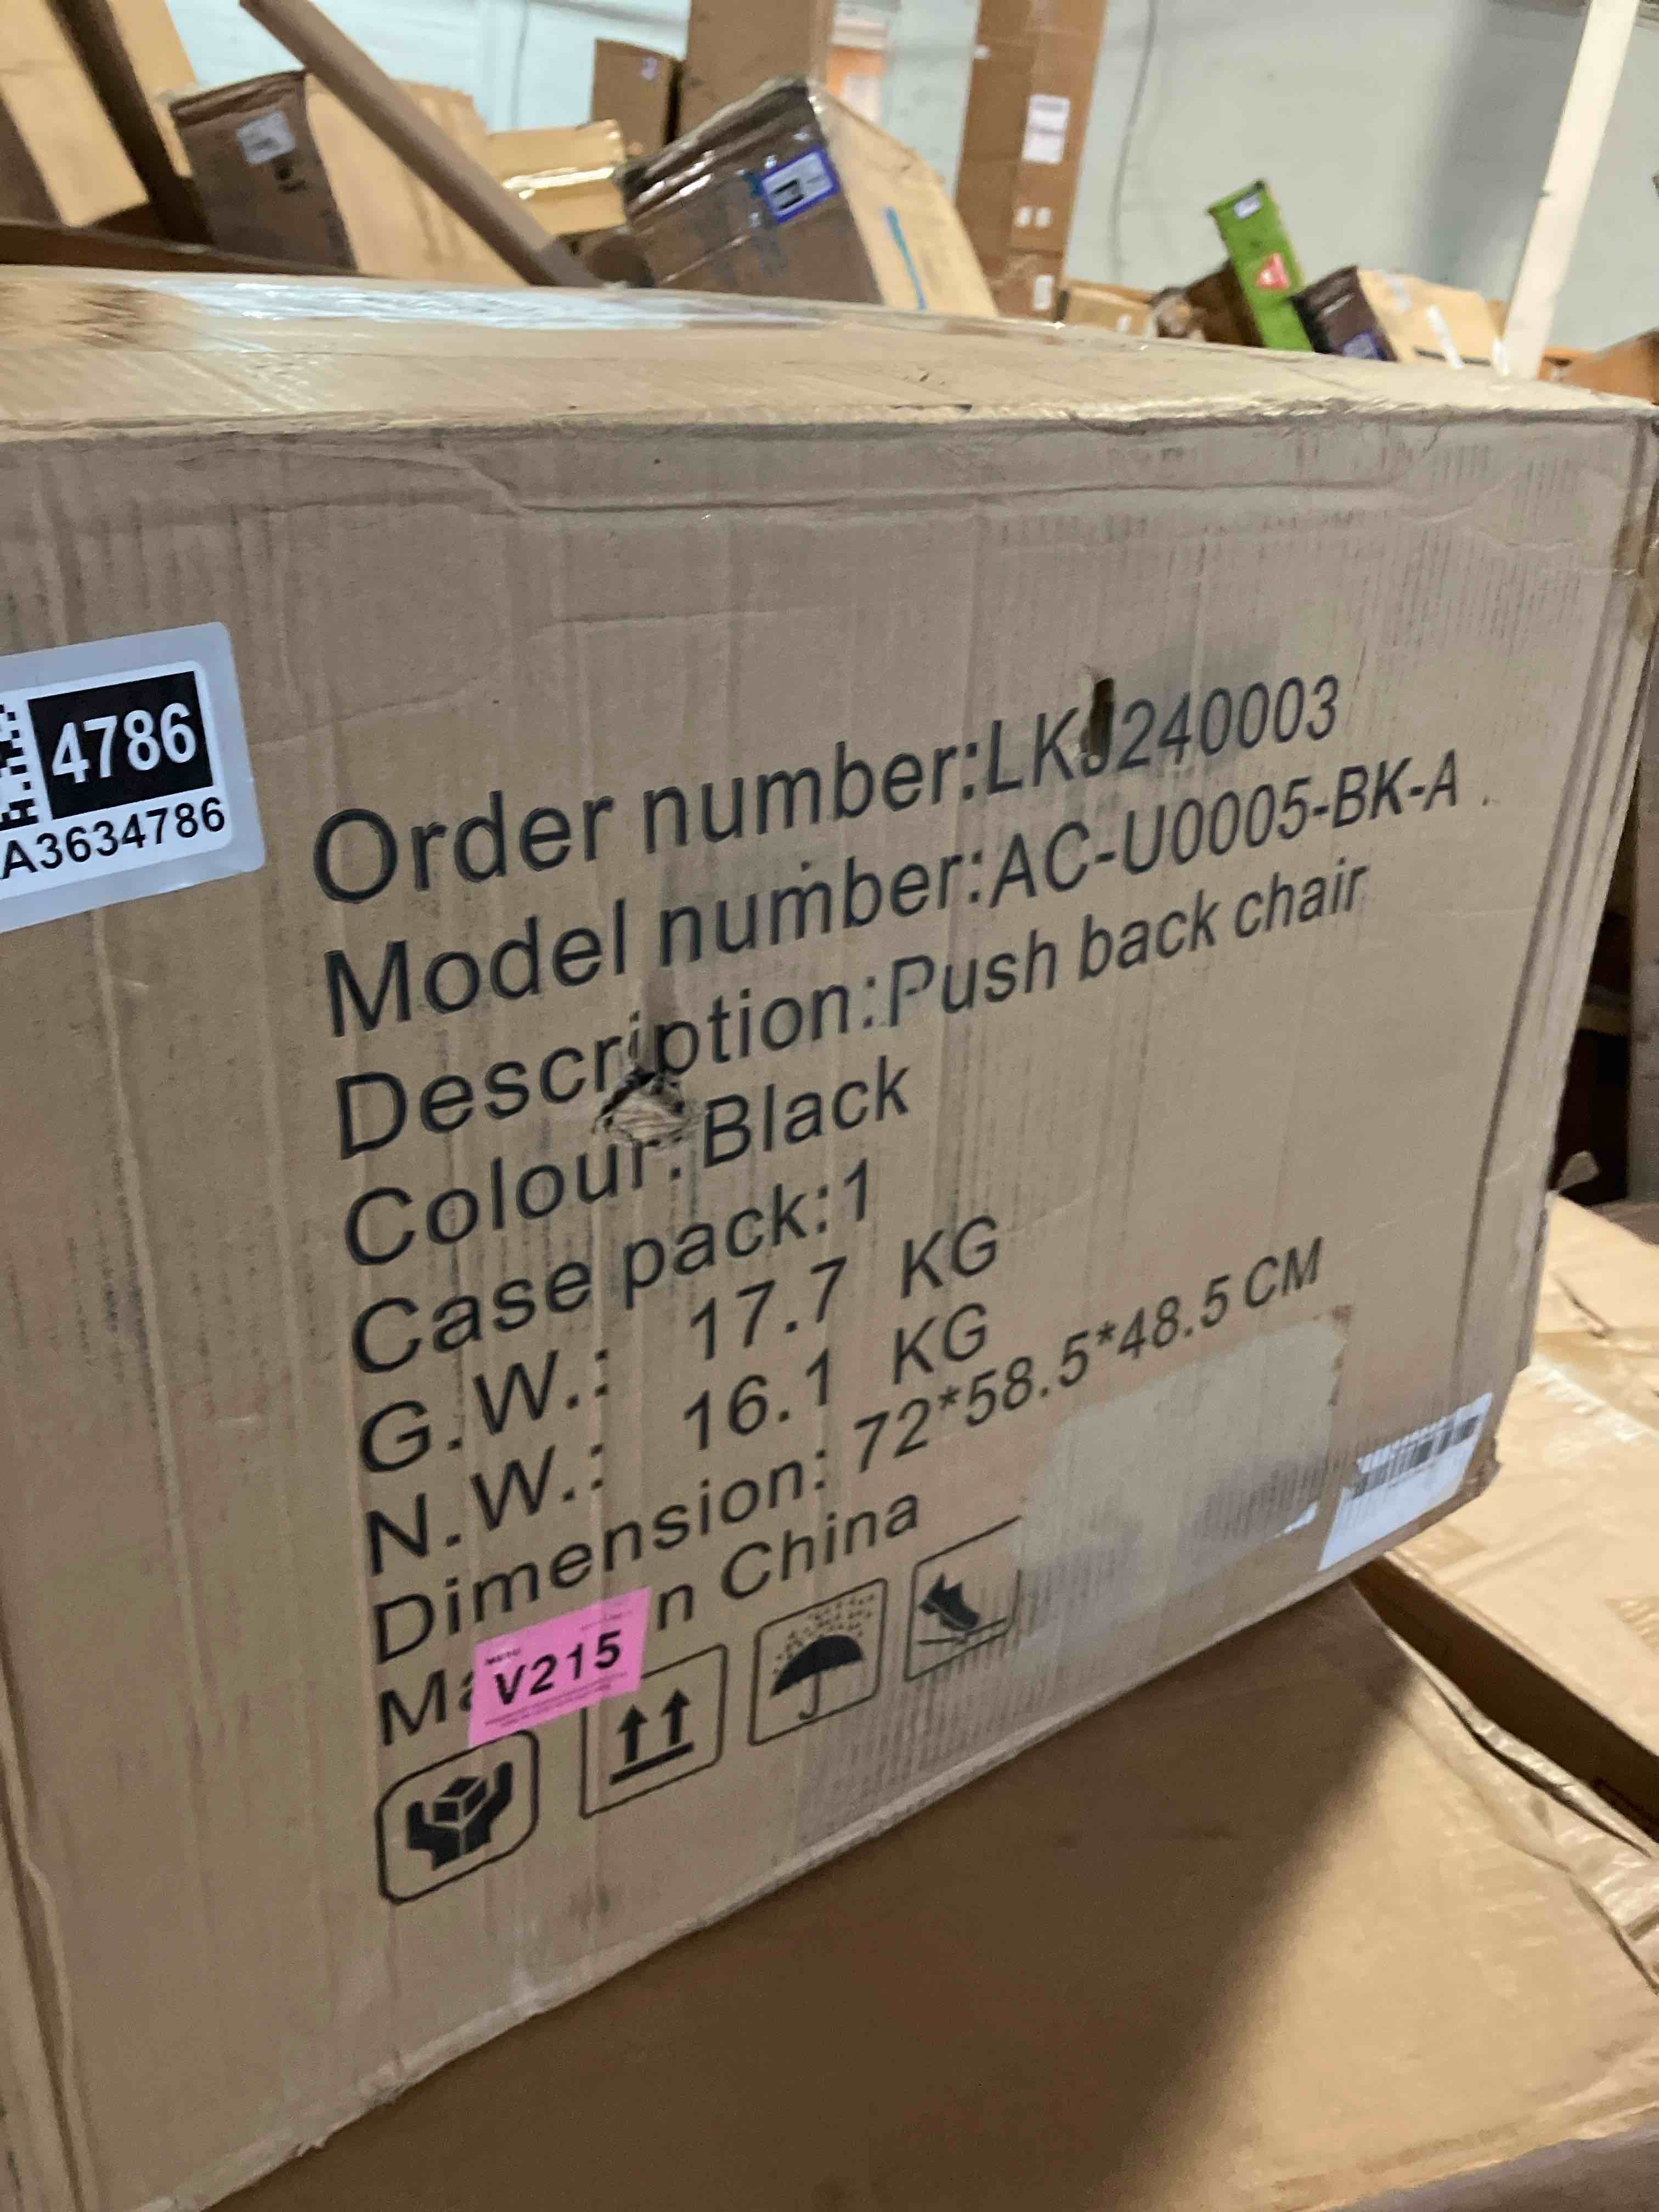 4786
A3634786
Order number:LKJ240003
Model number:AC-U0005-BK-A
Description:Push back chair
Colour:Black
Case pack:1
G.W.: 17.7 KG
N.W.: 16.1 KG
Dimension: 72*58.5*48.5 CM
China
V215